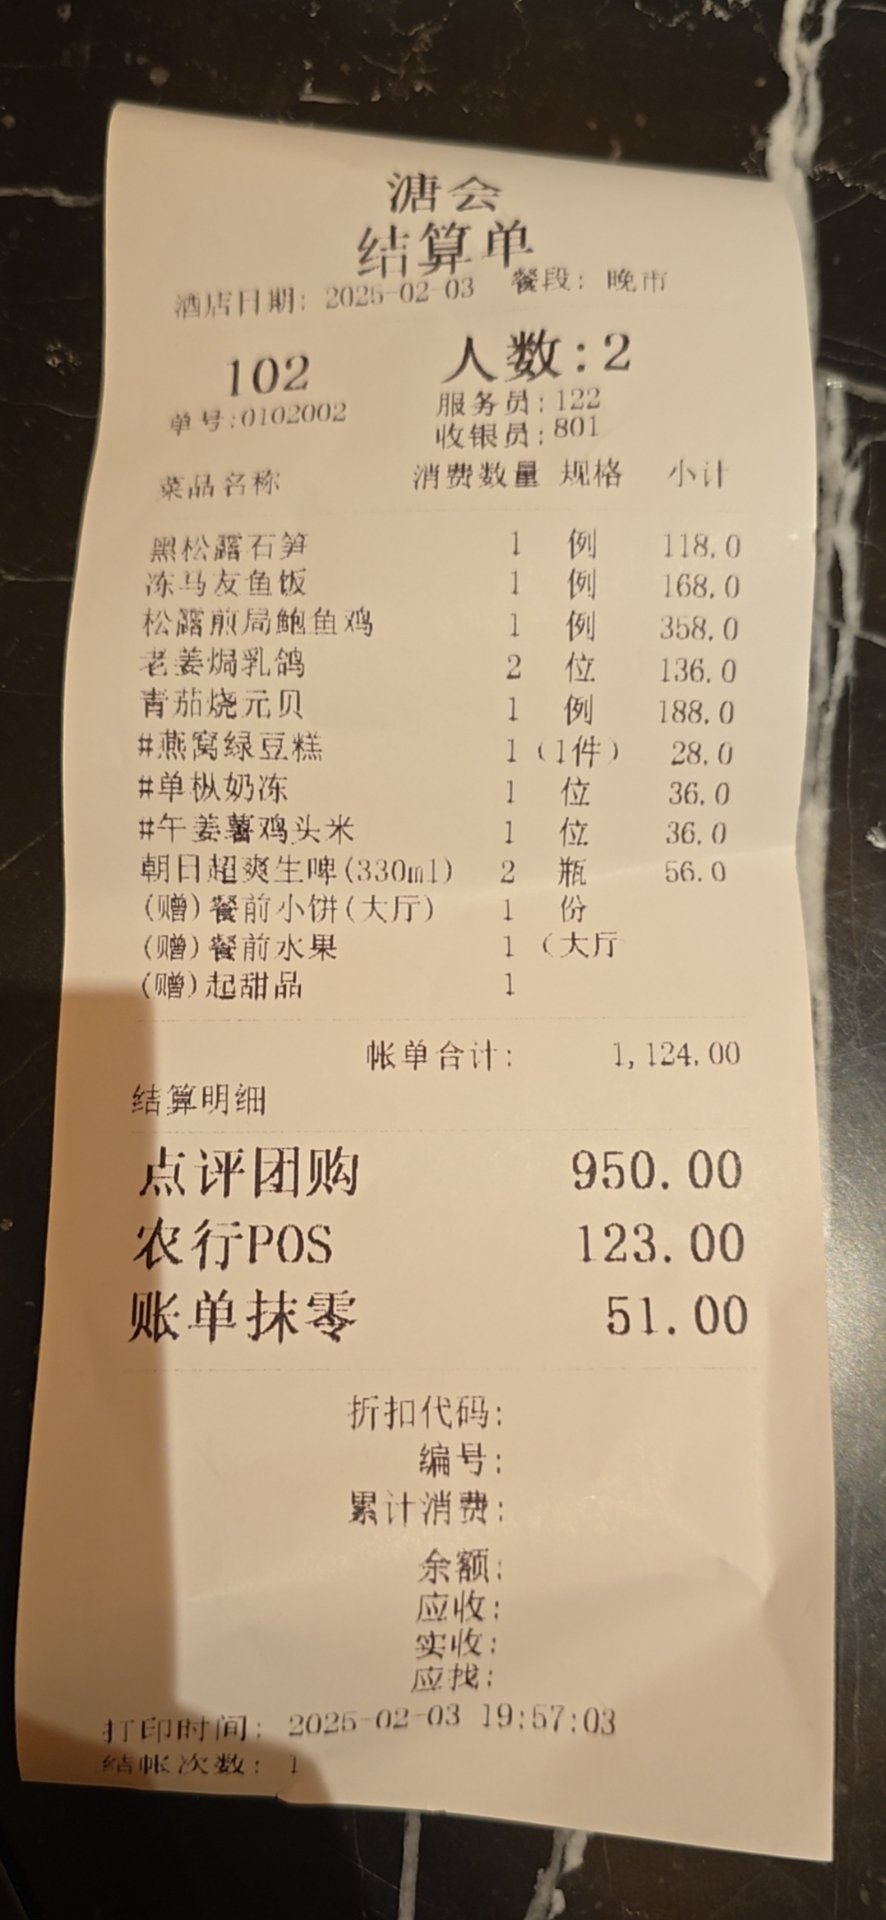 溏会
结算单
酒店日期: 2025-02-03 餐段: 晚市
102 人数:2
单号:0102002 服务员:122
收银员:801
菜品名称 消费数量 规格 小计
黑松露石笋 1 例 118.0
冻马友鱼饭 1 例 168.0
松露煎局鲍鱼鸡 1 例 358.0
老姜焗乳鸽 2 位 136.0
青茄烧元贝 1 例 188.0
#燕窝绿豆糕 1 (1件) 28.0
#单枞奶冻 1 位 36.0
#午姜薯鸡头米 1 位 36.0
朝日超爽生啤(330ml) 2 瓶 56.0
(赠)餐前小饼(大厅) 1 份
(赠)餐前水果 1 (大厅
(赠)起甜品 1
帐单合计: 1,124.00
结算明细
点评团购 950.00
农行POS 123.00
账单抹零 51.00
折扣代码:
编号:
累计消费:
余额:
应收:
实收:
应找:
打印时间: 2025-02-03 19:57:03
结帐次数: 1